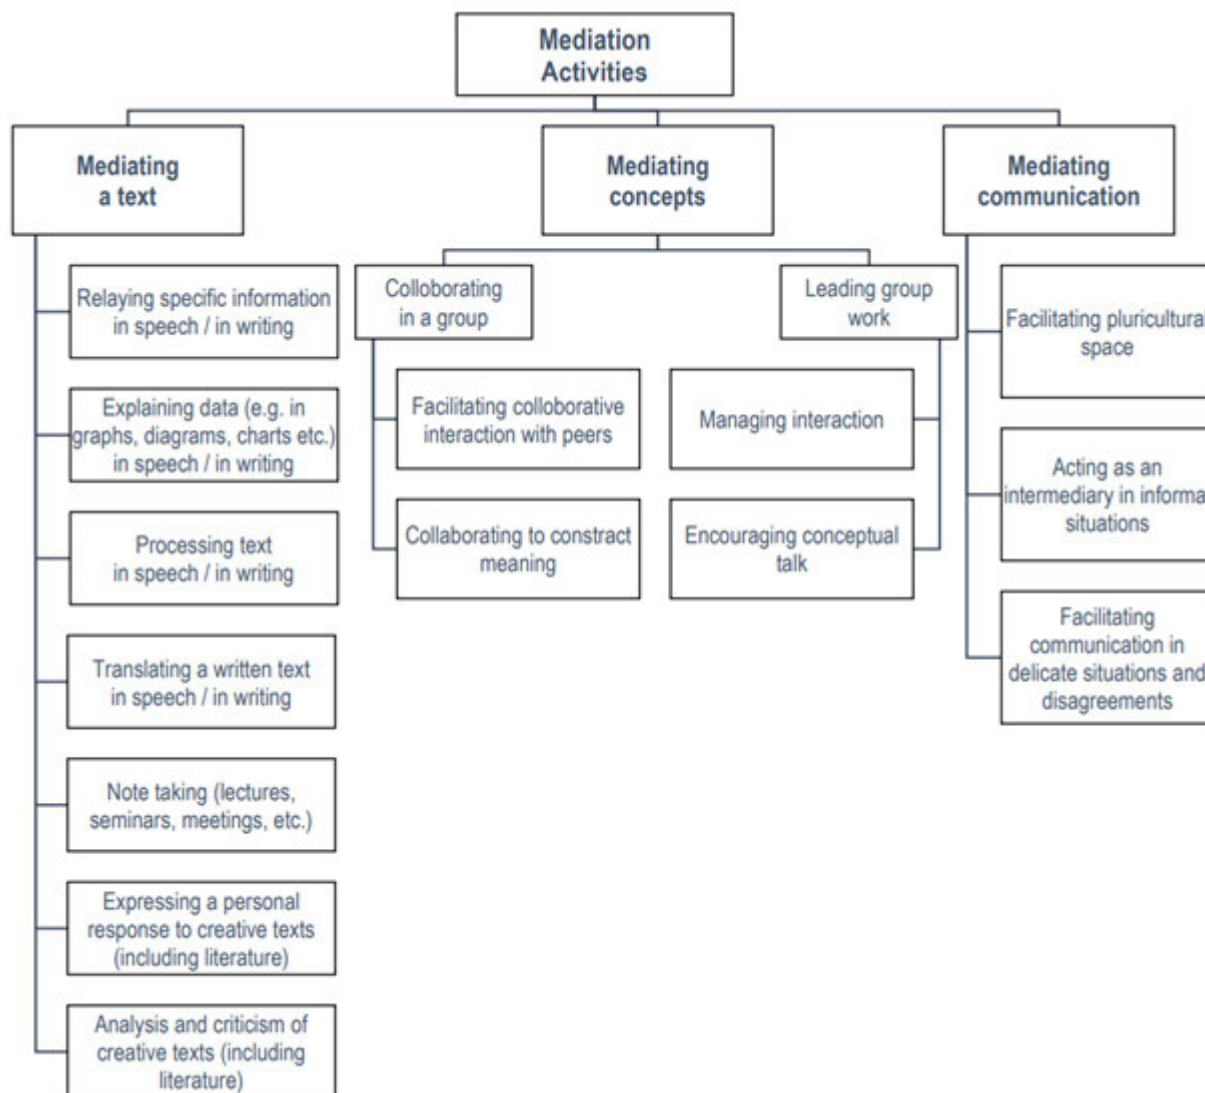 Mediation
Activities
Mediating
a text
Mediating
concepts
Mediating
communication
Relaying specific information
in speech / in writing
Explaining data (e.g. in
graphs, diagrams, charts etc.)
in speech / in writing
Processing text
in speech / in writing
Translating a written text
in speech / in writing
Note taking (lectures,
seminars, meetings, etc.)
Expressing a personal
response to creative texts
(including literature)
Analysis and criticism of
creative texts (including
literature)
Colloborating
in a group
Facilitating colloborative
interaction with peers
Collaborating to constract
meaning
Leading group
work
Managing interaction
Encouraging conceptual
talk
Facilitating pluricultural
space
Acting as an
intermediary in informa
situations
Facilitating
communication in
delicate situations and
disagreements